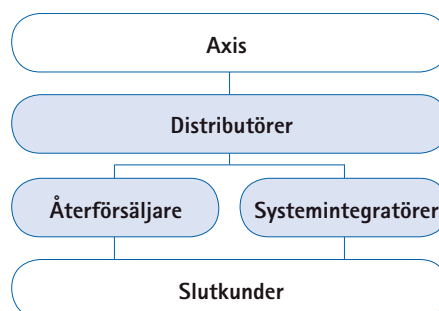 Axis
Distributörer
Återförsäljare
Systemintegratörer
Slutkunder